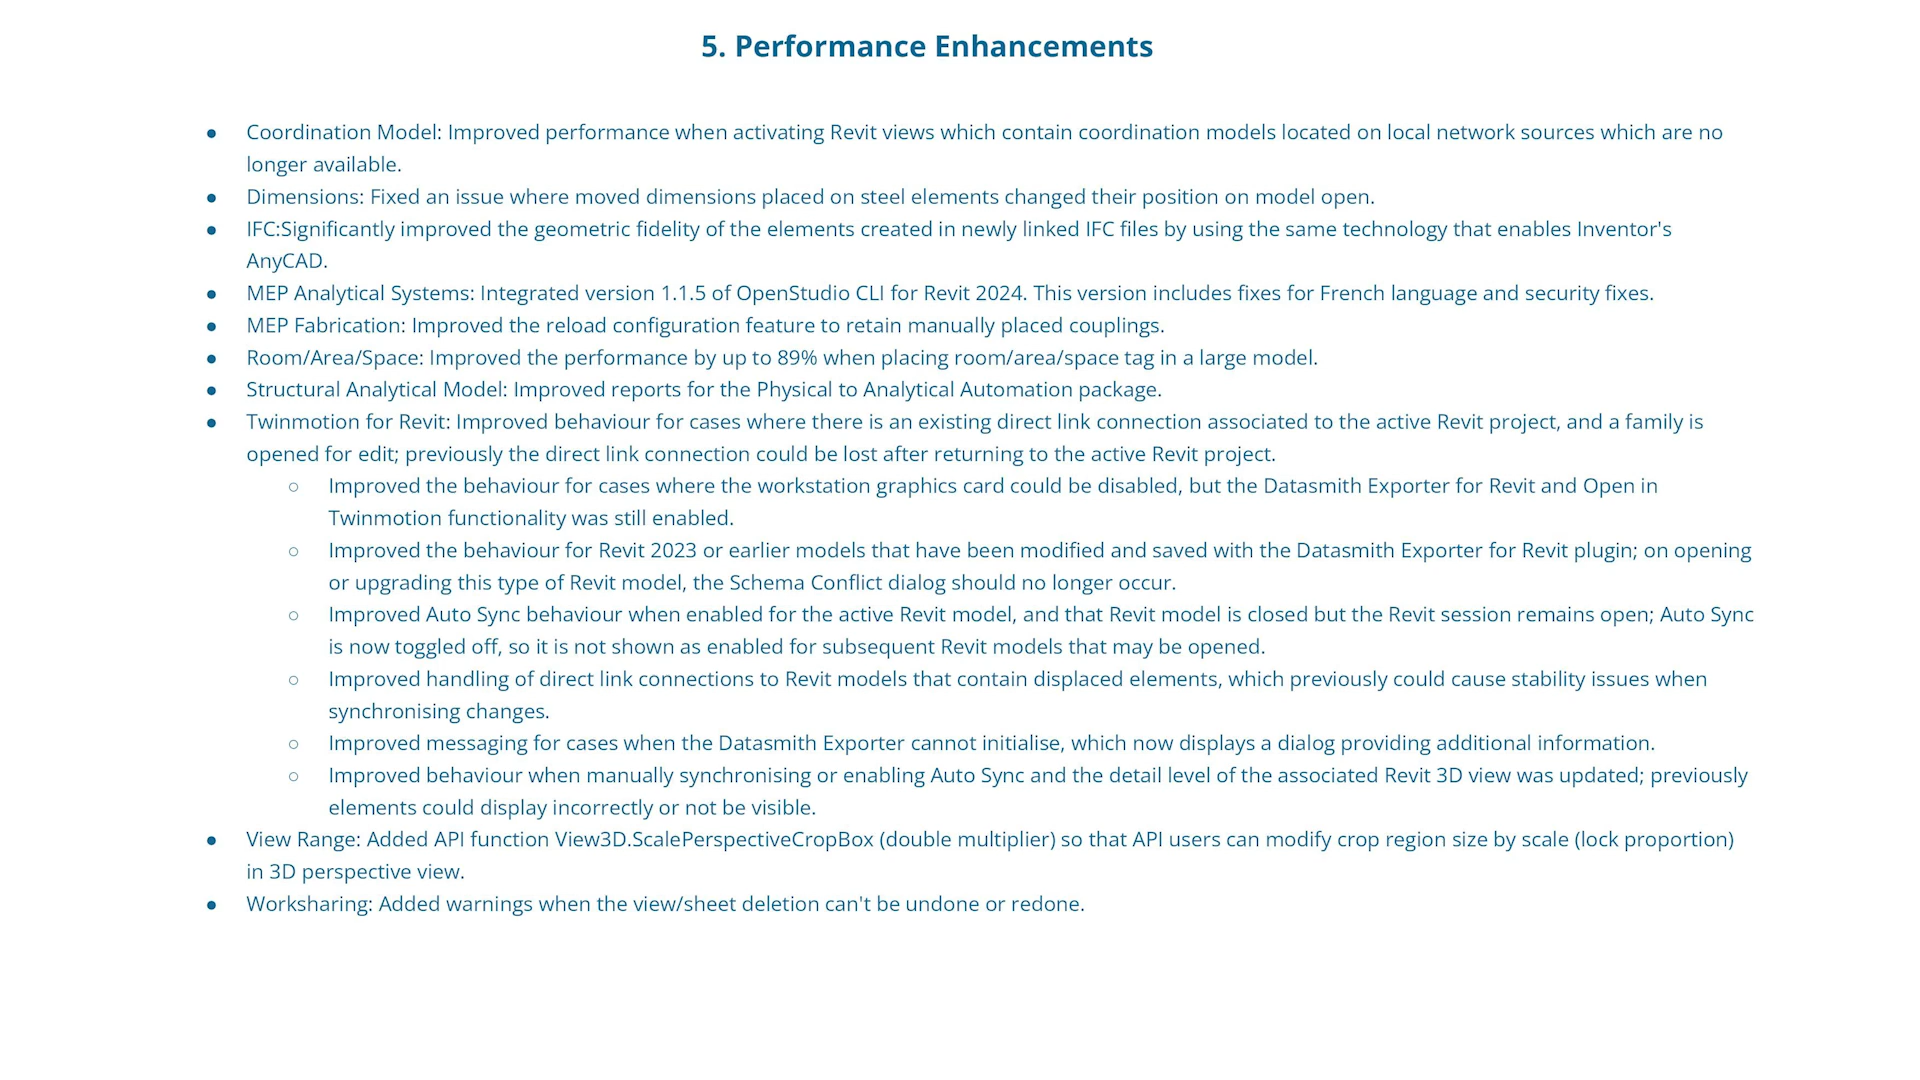 5. Performance Enhancements
● Coordination Model: Improved performance when activating Revit views which contain coordination models located on local network sources which are no
longer available.
● Dimensions: Fixed an issue where moved dimensions placed on steel elements changed their position on model open.
● IFC:Significantly improved the geometric fidelity of the elements created in newly linked IFC files by using the same technology that enables Inventor's
AnyCAD.
● MEP Analytical Systems: Integrated version 1.1.5 of OpenStudio CLI for Revit 2024. This version includes fixes for French language and security fixes.
● MEP Fabrication: Improved the reload configuration feature to retain manually placed couplings.
● Room/Area/Space: Improved the performance by up to 89% when placing room/area/space tag in a large model.
● Structural Analytical Model: Improved reports for the Physical to Analytical Automation package.
● Twinmotion for Revit: Improved behaviour for cases where there is an existing direct link connection associated to the active Revit project, and a family is
opened for edit; previously the direct link connection could be lost after returning to the active Revit project.
○ Improved the behaviour for cases where the workstation graphics card could be disabled, but the Datasmith Exporter for Revit and Open in
Twinmotion functionality was still enabled.
○ Improved the behaviour for Revit 2023 or earlier models that have been modified and saved with the Datasmith Exporter for Revit plugin; on opening
or upgrading this type of Revit model, the Schema Conflict dialog should no longer occur.
○ Improved Auto Sync behaviour when enabled for the active Revit model, and that Revit model is closed but the Revit session remains open; Auto Sync
is now toggled off, so it is not shown as enabled for subsequent Revit models that may be opened.
○ Improved handling of direct link connections to Revit models that contain displaced elements, which previously could cause stability issues when
synchronising changes.
○ Improved messaging for cases when the Datasmith Exporter cannot initialise, which now displays a dialog providing additional information.
○ Improved behaviour when manually synchronising or enabling Auto Sync and the detail level of the associated Revit 3D view was updated; previously
elements could display incorrectly or not be visible.
● View Range: Added API function View3D.ScalePerspectiveCropBox (double multiplier) so that API users can modify crop region size by scale (lock proportion)
in 3D perspective view.
● Worksharing: Added warnings when the view/sheet deletion can't be undone or redone.